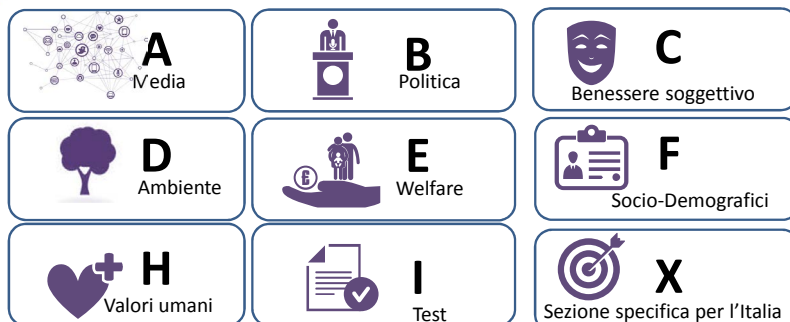 A
Media
B
Politica
C
Benessere soggettivo
D
Ambiente
£
E
Welfare
F
Socio-Demografici
H
Valori umani
I
Test
X
Sezione specifica per l'Italia